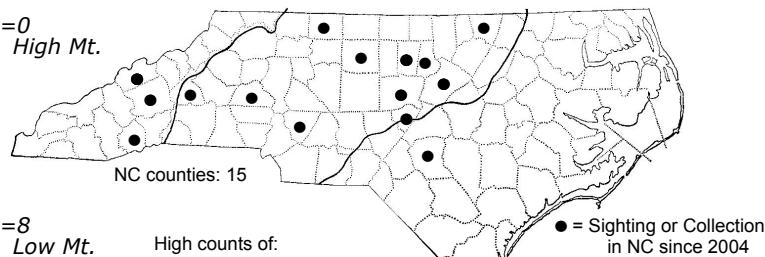 =0
High Mt.
NC counties: 15
=8
Low Mt.
High counts of:
● = Sighting or Collection
in NC since 2004